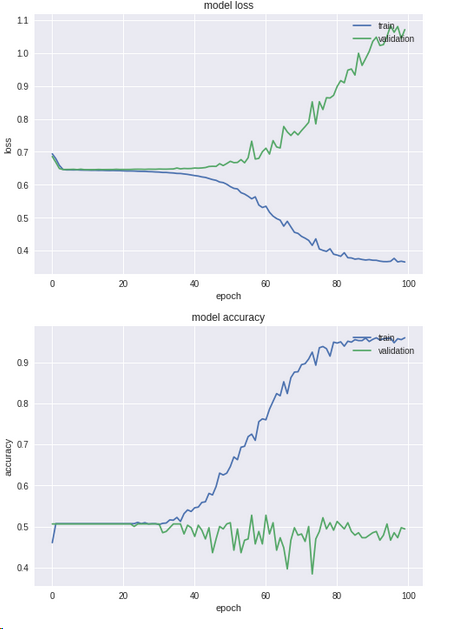 model loss
1.1
1.0
0.9
0.8
0.7
0.6
0.5
0.4
loss
train
validation
0 20 40 60 80 100
epoch
model accuracy
0.9
0.8
0.7
0.6
0.5
0.4
accuracy
train
validation
0 20 40 60 80 100
epoch